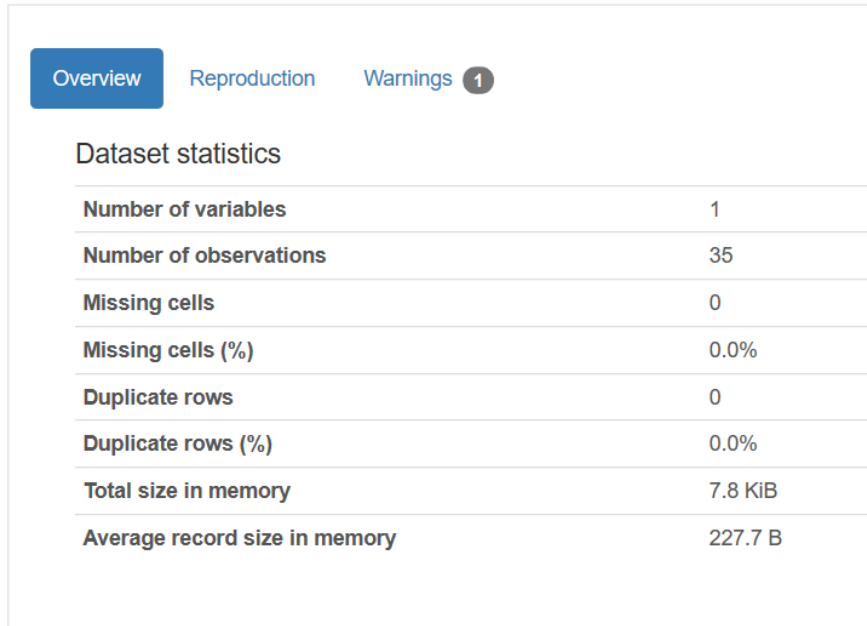 Overview Reproduction Warnings 1
Dataset statistics
Number of variables 1
Number of observations 35
Missing cells 0
Missing cells (%) 0.0%
Duplicate rows 0
Duplicate rows (%) 0.0%
Total size in memory 7.8 KiB
Average record size in memory 227.7 B